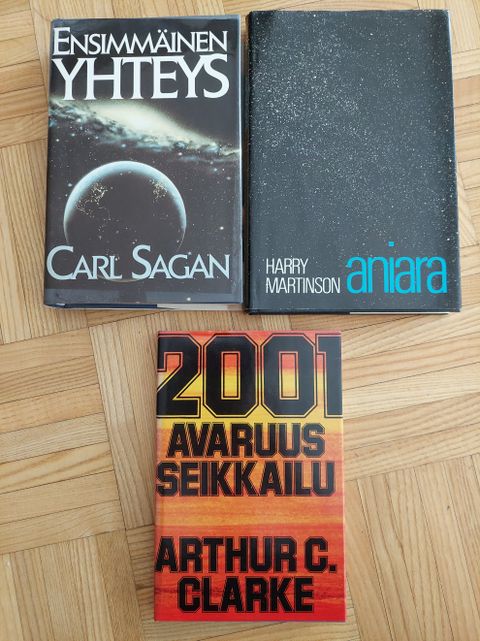 ENSIMMÄINEN
YHTEYS
CARL SAGAN
HARRY
MARTINSON aniara
2001
AVARUUS
SEIKKAILU
ARTHUR C.
CLARKE